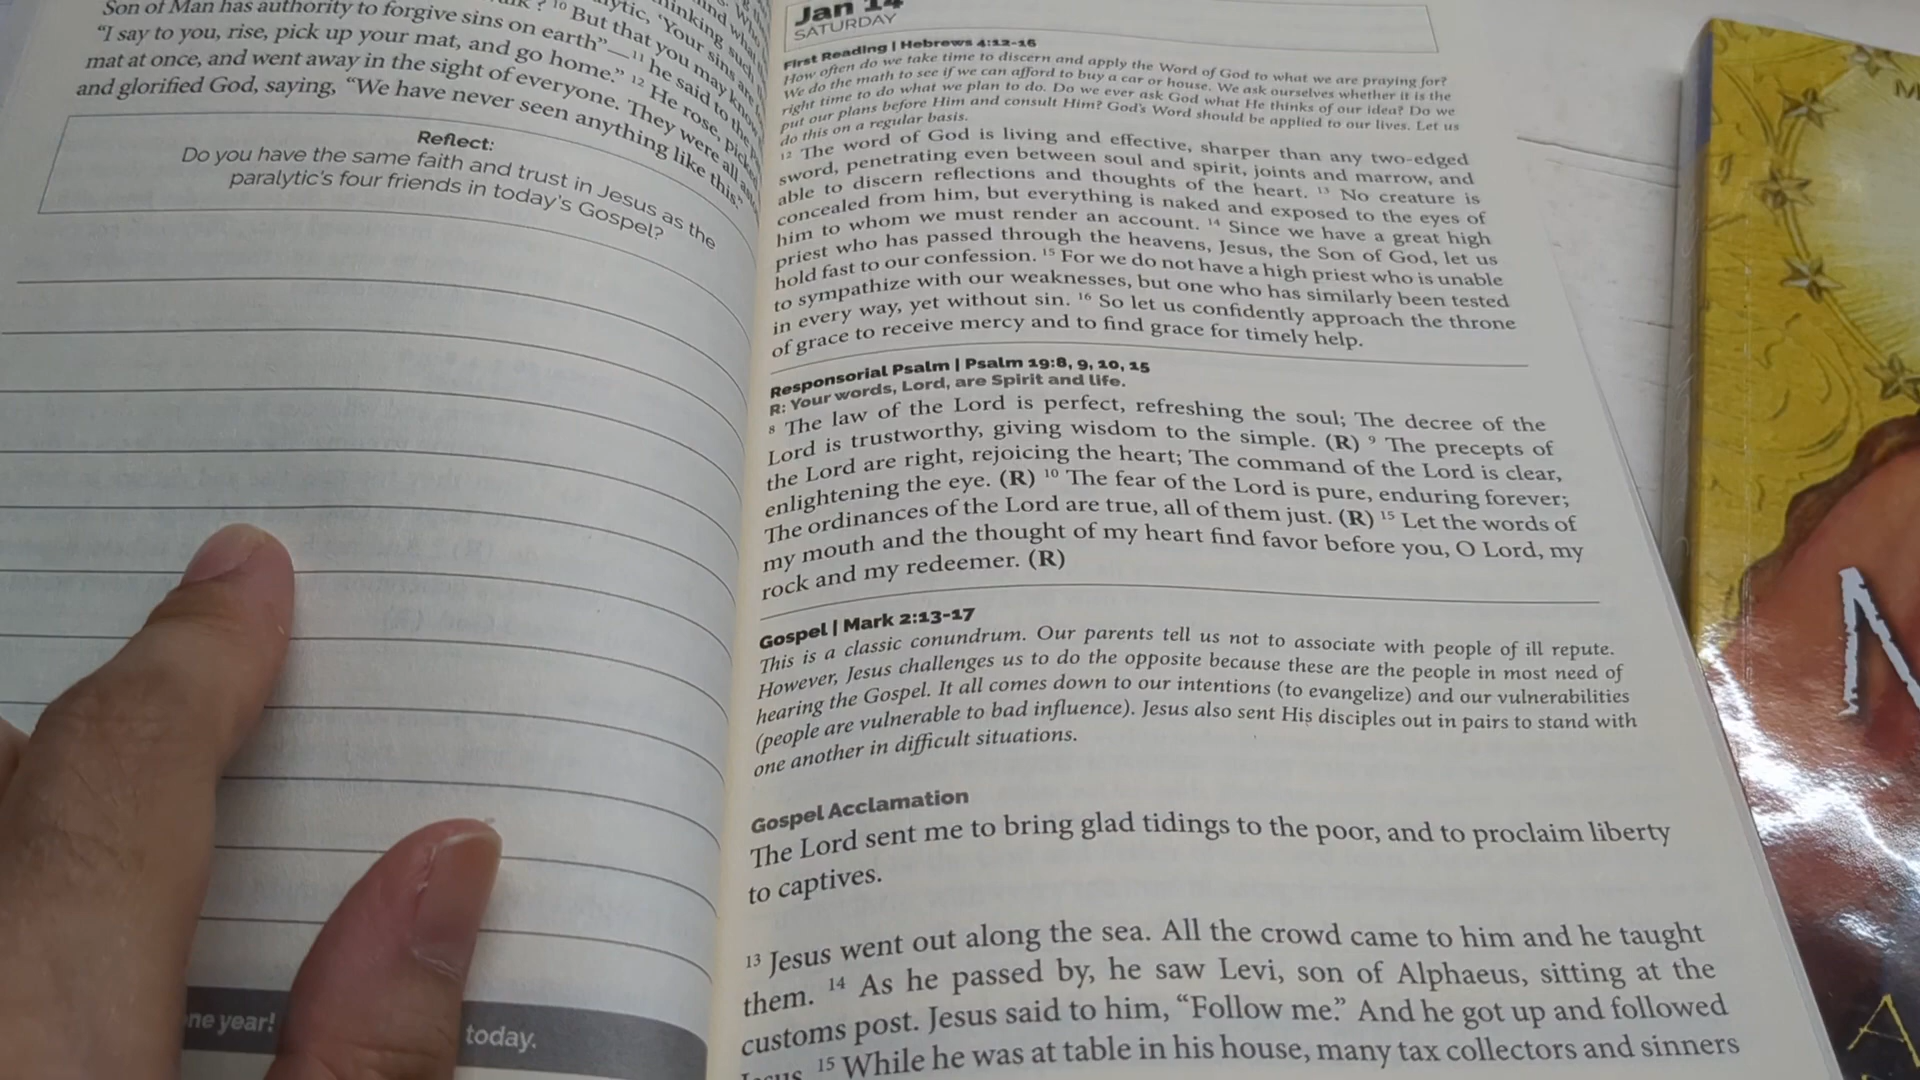 Son of Man has authority to forgive sins on earth”—¹¹ he said to the
“I say to you, rise, pick up your mat, and go home.” ¹² He rose, picked
mat at once, and went away in the sight of everyone. They were all
and glorified God, saying, “We have never seen anything like this.”
¹⁰ But that you may know
Reflect:
Do you have the same faith and trust in Jesus as the
paralytic’s four friends in today’s Gospel?
ne year!
today.
Jan 14
SATURDAY
First Reading | Hebrews 4:12-16
How often do we take time to discern and apply the Word of God to what we are praying for?
We do the math to see if we can afford to buy a car or house. We ask ourselves whether it is the
right time to do what we plan to do. Do we ever ask God what He thinks of our idea? Do we
put our plans before Him and consult Him? God’s Word should be applied to our lives. Let us
do this on a regular basis.
¹² The word of God is living and effective, sharper than any two-edged
sword, penetrating even between soul and spirit, joints and marrow, and
able to discern reflections and thoughts of the heart. ¹³ No creature is
concealed from him, but everything is naked and exposed to the eyes of
him to whom we must render an account. ¹⁴ Since we have a great high
priest who has passed through the heavens, Jesus, the Son of God, let us
hold fast to our confession. ¹⁵ For we do not have a high priest who is unable
to sympathize with our weaknesses, but one who has similarly been tested
in every way, yet without sin. ¹⁶ So let us confidently approach the throne
of grace to receive mercy and to find grace for timely help.
Responsorial Psalm | Psalm 19:8, 9, 10, 15
R: Your words, Lord, are Spirit and life.
⁸ The law of the Lord is perfect, refreshing the soul; The decree of the
Lord is trustworthy, giving wisdom to the simple. (R) ⁹ The precepts of
the Lord are right, rejoicing the heart; The command of the Lord is clear,
enlightening the eye. (R) ¹⁰ The fear of the Lord is pure, enduring forever;
The ordinances of the Lord are true, all of them just. (R) ¹⁵ Let the words of
my mouth and the thought of my heart find favor before you, O Lord, my
rock and my redeemer. (R)
Gospel | Mark 2:13-17
This is a classic conundrum. Our parents tell us not to associate with people of ill repute.
However, Jesus challenges us to do the opposite because these are the people in most need of
hearing the Gospel. It all comes down to our intentions (to evangelize) and our vulnerabilities
(people are vulnerable to bad influence). Jesus also sent His disciples out in pairs to stand with
one another in difficult situations.
Gospel Acclamation
The Lord sent me to bring glad tidings to the poor, and to proclaim liberty
to captives.
¹³ Jesus went out along the sea. All the crowd came to him and he taught
them. ¹⁴ As he passed by, he saw Levi, son of Alphaeus, sitting at the
customs post. Jesus said to him, “Follow me.” And he got up and followed
Jesus. ¹⁵ While he was at table in his house, many tax collectors and sinners